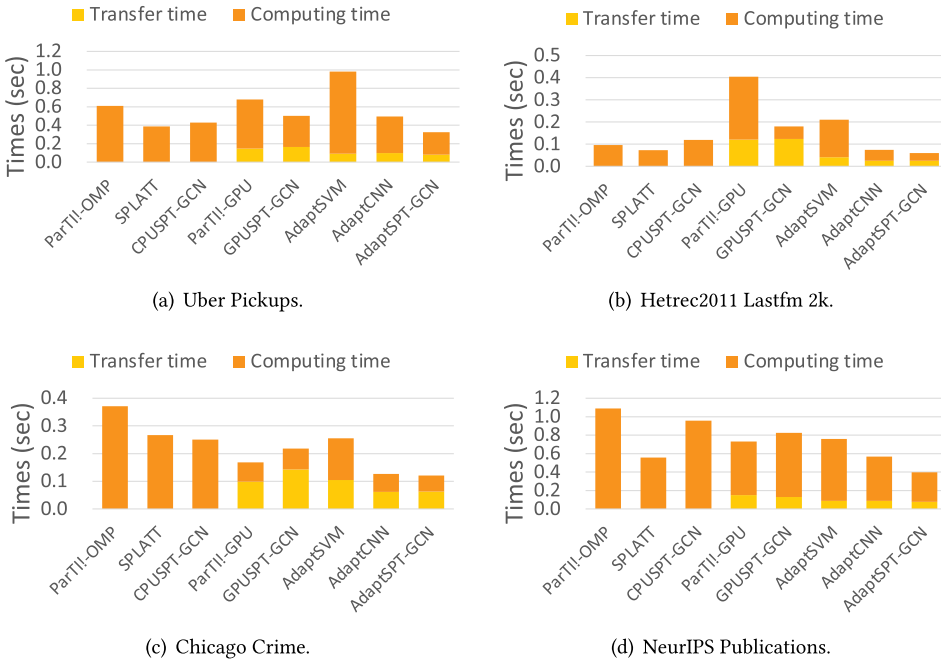 Transfer time Computing time
Times (sec)
1.2
1.0
0.8
0.6
0.4
0.2
0.0
ParTI!-OMP
SPLATT
CPUSPT-GCN
ParTI!-GPU
GPUSPT-GCN
AdaptSVM
AdaptCNN
AdaptSPT-GCN
(a) Uber Pickups.
Transfer time Computing time
Times (sec)
0.5
0.4
0.3
0.2
0.1
0.0
ParTI!-OMP
SPLATT
CPUSPT-GCN
ParTI!-GPU
GPUSPT-GCN
AdaptSVM
AdaptCNN
AdaptSPT-GCN
(b) Hetrec2011 Lastfm 2k.
Transfer time Computing time
Times (sec)
0.4
0.3
0.2
0.1
0.0
ParTI!-OMP
SPLATT
CPUSPT-GCN
ParTI!-GPU
GPUSPT-GCN
AdaptSVM
AdaptCNN
AdaptSPT-GCN
(c) Chicago Crime.
Transfer time Computing time
Times (sec)
1.2
1.0
0.8
0.6
0.4
0.2
0.0
ParTI!-OMP
SPLATT
CPUSPT-GCN
ParTI!-GPU
GPUSPT-GCN
AdaptSVM
AdaptCNN
AdaptSPT-GCN
(d) NeurIPS Publications.